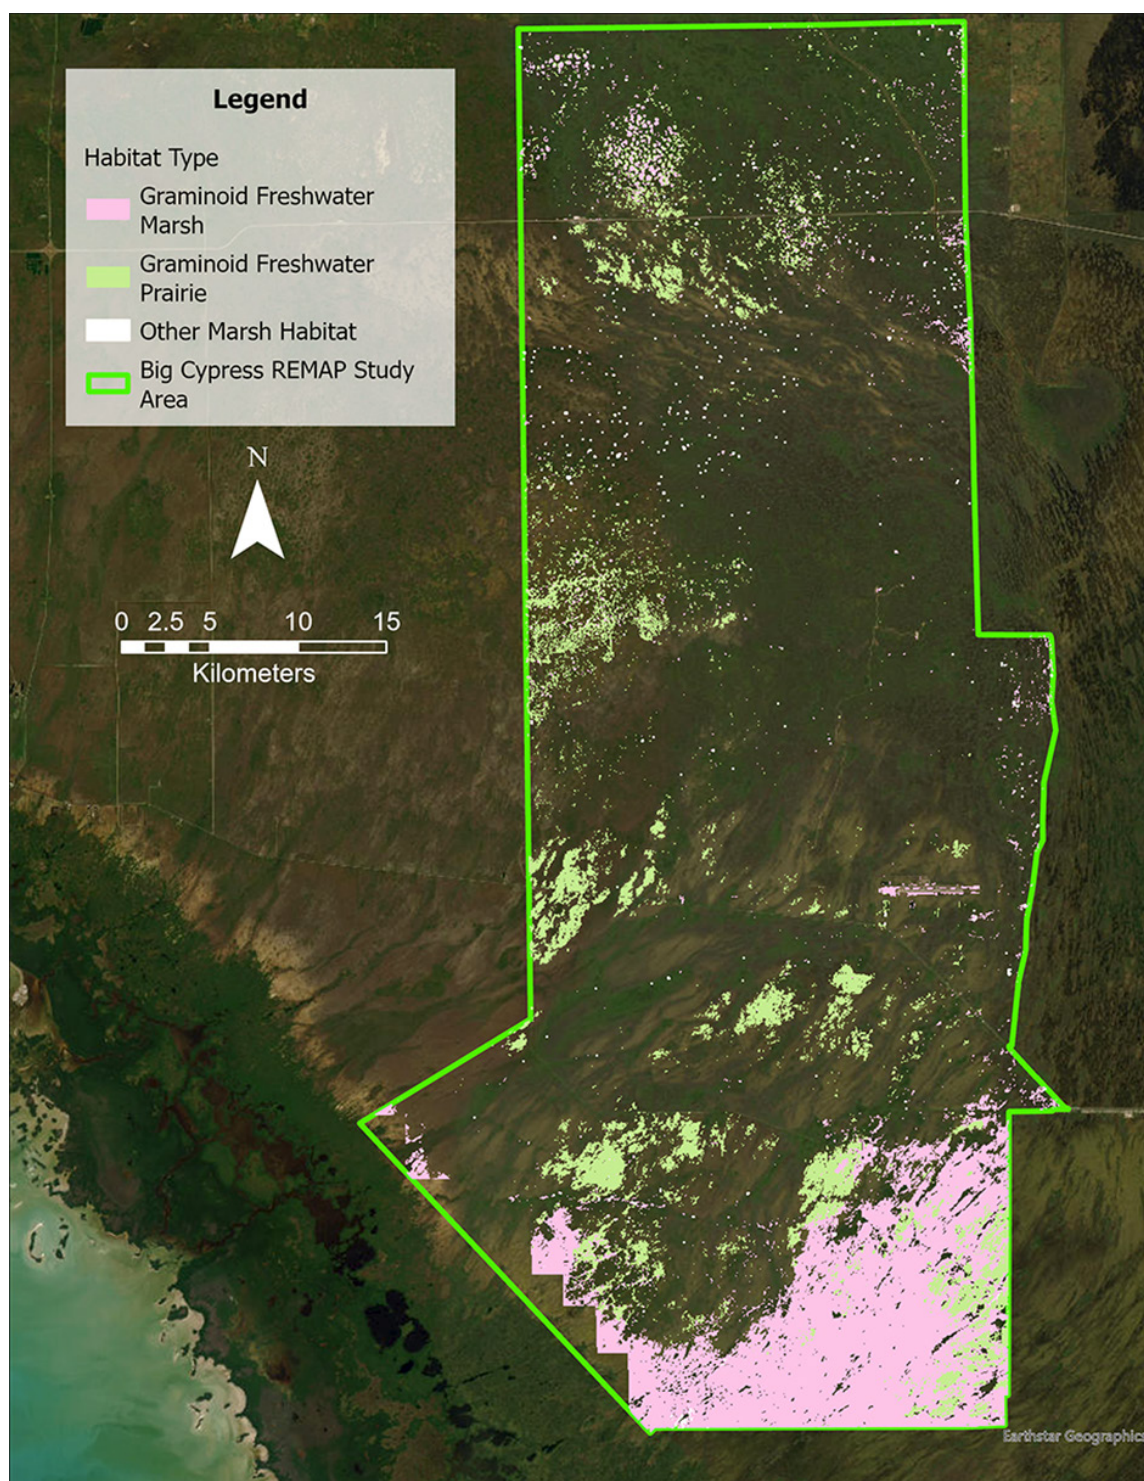 Legend
Habitat Type
Graminoid Freshwater
Marsh
Graminoid Freshwater
Prairie
Other Marsh Habitat
Big Cypress REMAP Study
Area
N
0 2.5 5 10 15
Kilometers
Earthstar Geographics